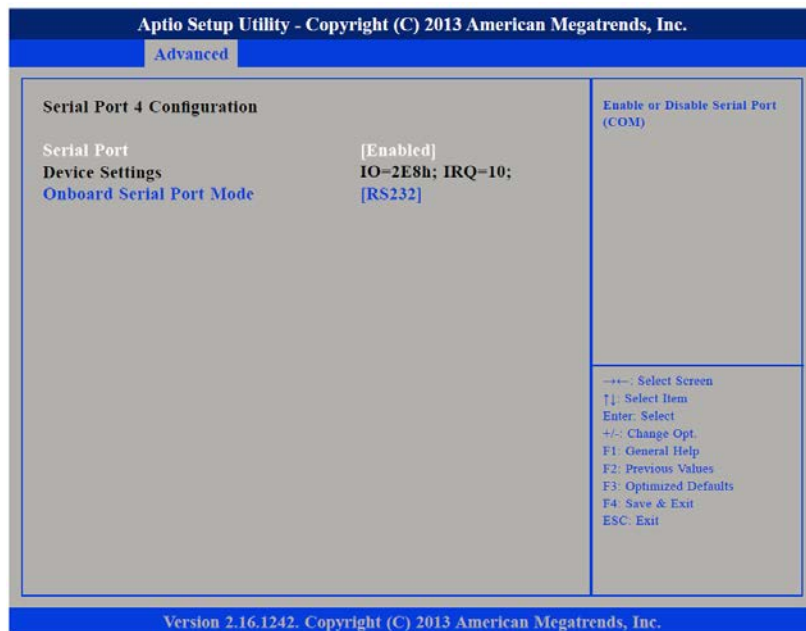 Aptio Setup Utility - Copyright (C) 2013 American Megatrends, Inc.
Advanced
Serial Port 4 Configuration
Serial Port [Enabled]
Device Settings IO=2E8h; IRQ=10;
Onboard Serial Port Mode [RS232]
Enable or Disable Serial Port
(COM)
→←: Select Screen
↑↓: Select Item
Enter: Select
+/-: Change Opt.
F1: General Help
F2: Previous Values
F3: Optimized Defaults
F4: Save & Exit
ESC: Exit
Version 2.16.1242. Copyright (C) 2013 American Megatrends, Inc.